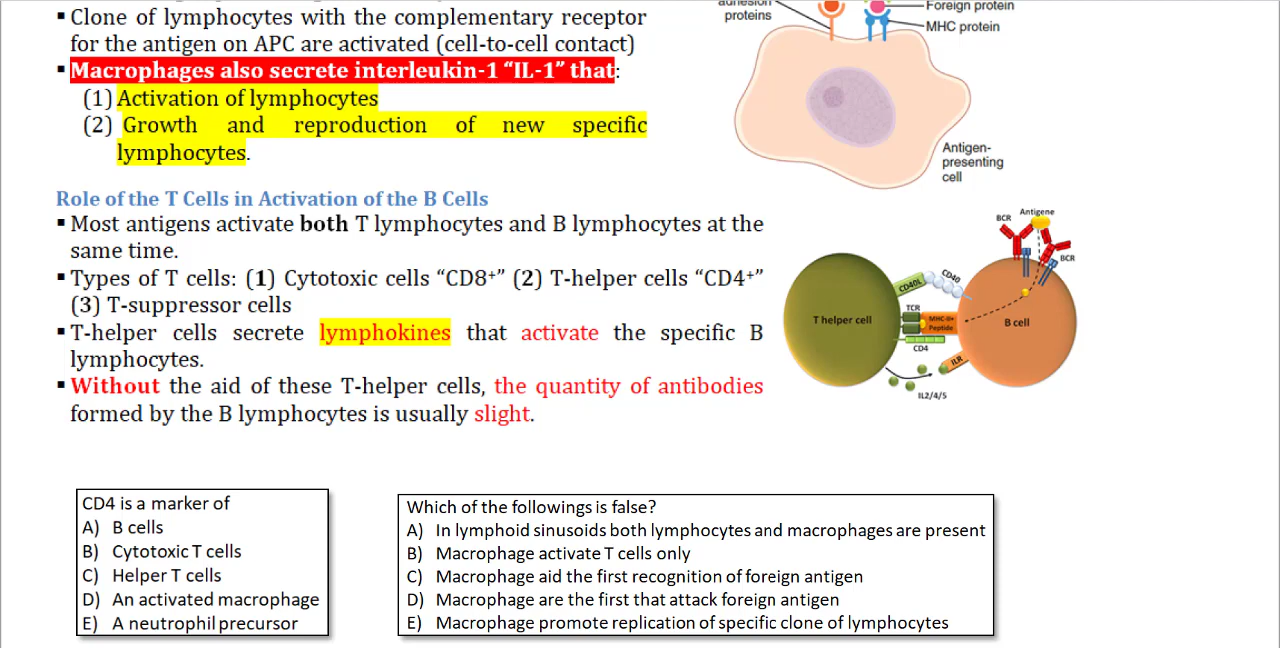 ▪ Clone of lymphocytes with the complementary receptor
for the antigen on APC are activated (cell-to-cell contact)
▪ Macrophages also secrete interleukin-1 “IL-1” that:
(1) Activation of lymphocytes
(2) Growth and reproduction of new specific
lymphocytes.
adhesion
proteins
Foreign protein
MHC protein
Antigen-
presenting
cell
Role of the T Cells in Activation of the B Cells
▪ Most antigens activate both T lymphocytes and B lymphocytes at the
same time.
▪ Types of T cells: (1) Cytotoxic cells “CD8⁺” (2) T-helper cells “CD4⁺”
(3) T-suppressor cells
▪ T-helper cells secrete lymphokines that activate the specific B
lymphocytes.
▪ Without the aid of these T-helper cells, the quantity of antibodies
formed by the B lymphocytes is usually slight.
Antigene
BCR
BCR
CD40L
CD40
TCR
MHC-II+
Peptide
T helper cell
B cell
CD4
ILR
IL2/4/5
CD4 is a marker of
A) B cells
B) Cytotoxic T cells
C) Helper T cells
D) An activated macrophage
E) A neutrophil precursor
Which of the followings is false?
A) In lymphoid sinusoids both lymphocytes and macrophages are present
B) Macrophage activate T cells only
C) Macrophage aid the first recognition of foreign antigen
D) Macrophage are the first that attack foreign antigen
E) Macrophage promote replication of specific clone of lymphocytes